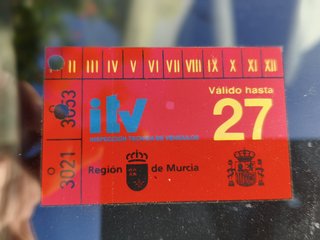 II III IV V VI VII VIII IX X XI XII
Válido hasta
itv 27
INSPECCIÓN TÉCNICA DE VEHÍCULOS
Región de Murcia
3021 3053